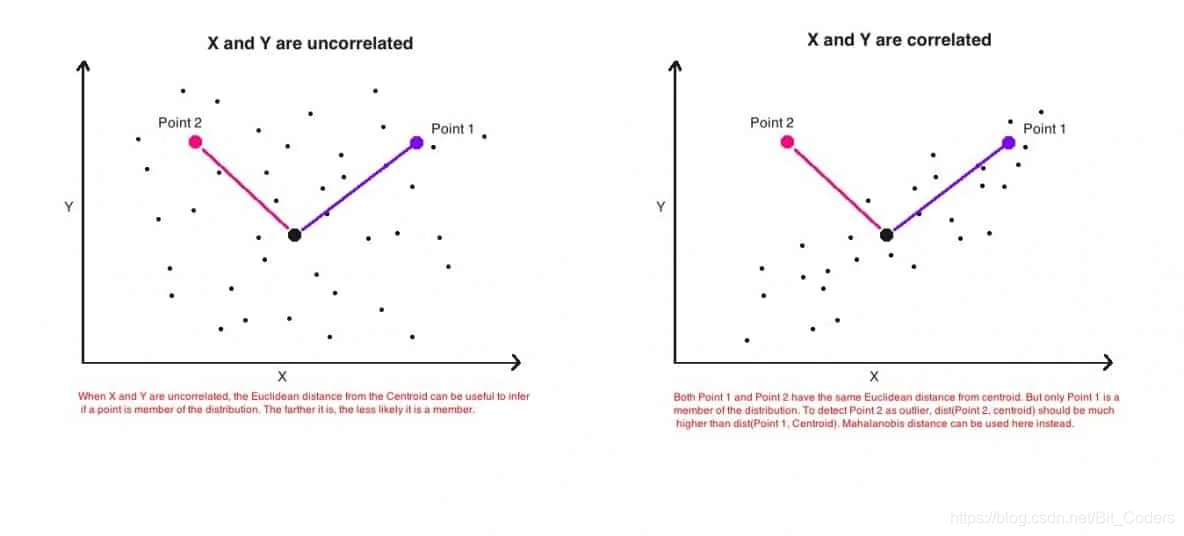 X and Y are uncorrelated
Point 2
Point 1
Y
X
When X and Y are uncorrelated, the Euclidean distance from the Centroid can be useful to infer
if a point is member of the distribution. The farther it is, the less likely it is a member.
X and Y are correlated
Point 2
Point 1
Y
X
Both Point 1 and Point 2 have the same Euclidean distance from centroid. But only Point 1 is a
member of the distribution. To detect Point 2 as outlier, dist(Point 2, centroid) should be much
higher than dist(Point 1, Centroid). Mahalanobis distance can be used here instead.
https://blog.csdn.net/Bit_Coders